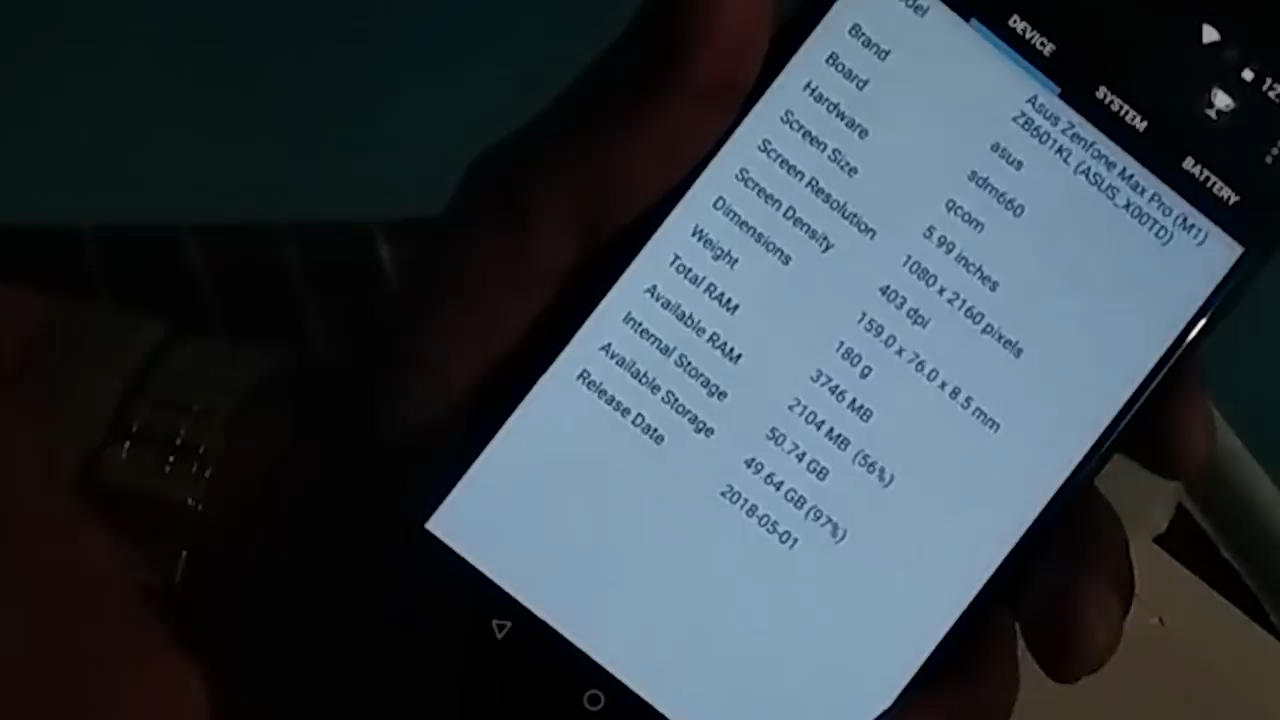 12
DEVICE
SYSTEM
BATTERY
Asus Zenfone Max Pro (M1)
ZB601KL (ASUS_X00TD)
Brand asus
Board sdm660
Hardware qcom
Screen Size 5.99 inches
Screen Resolution 1080 x 2160 pixels
Screen Density 403 dpi
Dimensions 159.0 x 76.0 x 8.5 mm
Weight 180 g
Total RAM 3746 MB
Available RAM 2104 MB (56%)
Internal Storage 50.74 GB
Available Storage 49.64 GB (97%)
Release Date 2018-05-01